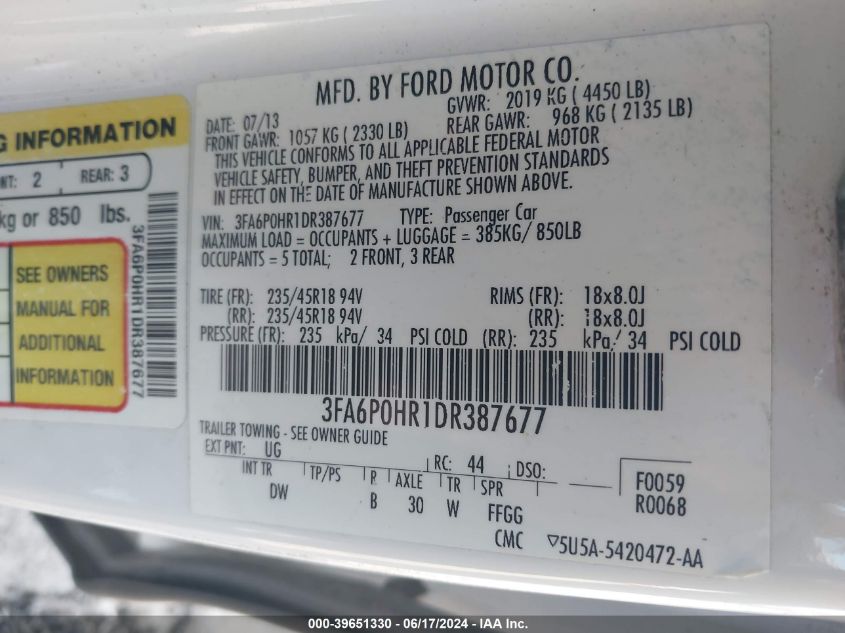 G INFORMATION
NT: 2 REAR: 3
kg or 850 lbs.
SEE OWNERS
MANUAL FOR
ADDITIONAL
INFORMATION
3FA6P0HR1DR387677
MFD. BY FORD MOTOR CO.
DATE: 07/13 GVWR: 2019 KG ( 4450 LB)
FRONT GAWR: 1057 KG ( 2330 LB) REAR GAWR: 968 KG ( 2135 LB)
THIS VEHICLE CONFORMS TO ALL APPLICABLE FEDERAL MOTOR
VEHICLE SAFETY, BUMPER, AND THEFT PREVENTION STANDARDS
IN EFFECT ON THE DATE OF MANUFACTURE SHOWN ABOVE.
VIN: 3FA6P0HR1DR387677 TYPE: Passenger Car
MAXIMUM LOAD = OCCUPANTS + LUGGAGE = 385KG/ 850LB
OCCUPANTS = 5 TOTAL; 2 FRONT, 3 REAR
TIRE (FR): 235/45R18 94V RIMS (FR): 18x8.0J
(RR): 235/45R18 94V (RR): 18x8.0J
PRESSURE (FR): 235 kPa/ 34 PSI COLD (RR): 235 kPa/ 34 PSI COLD
3FA6P0HR1DR387677
TRAILER TOWING - SEE OWNER GUIDE
EXT PNT: UG RC: 44 DSO:
INT TR TP/PS R AXLE TR SPR
DW B 30 W FFGG
CMC
F0059
R0068
▽5U5A-5420472-AA
000-39651330 - 06/17/2024 - IAA Inc.